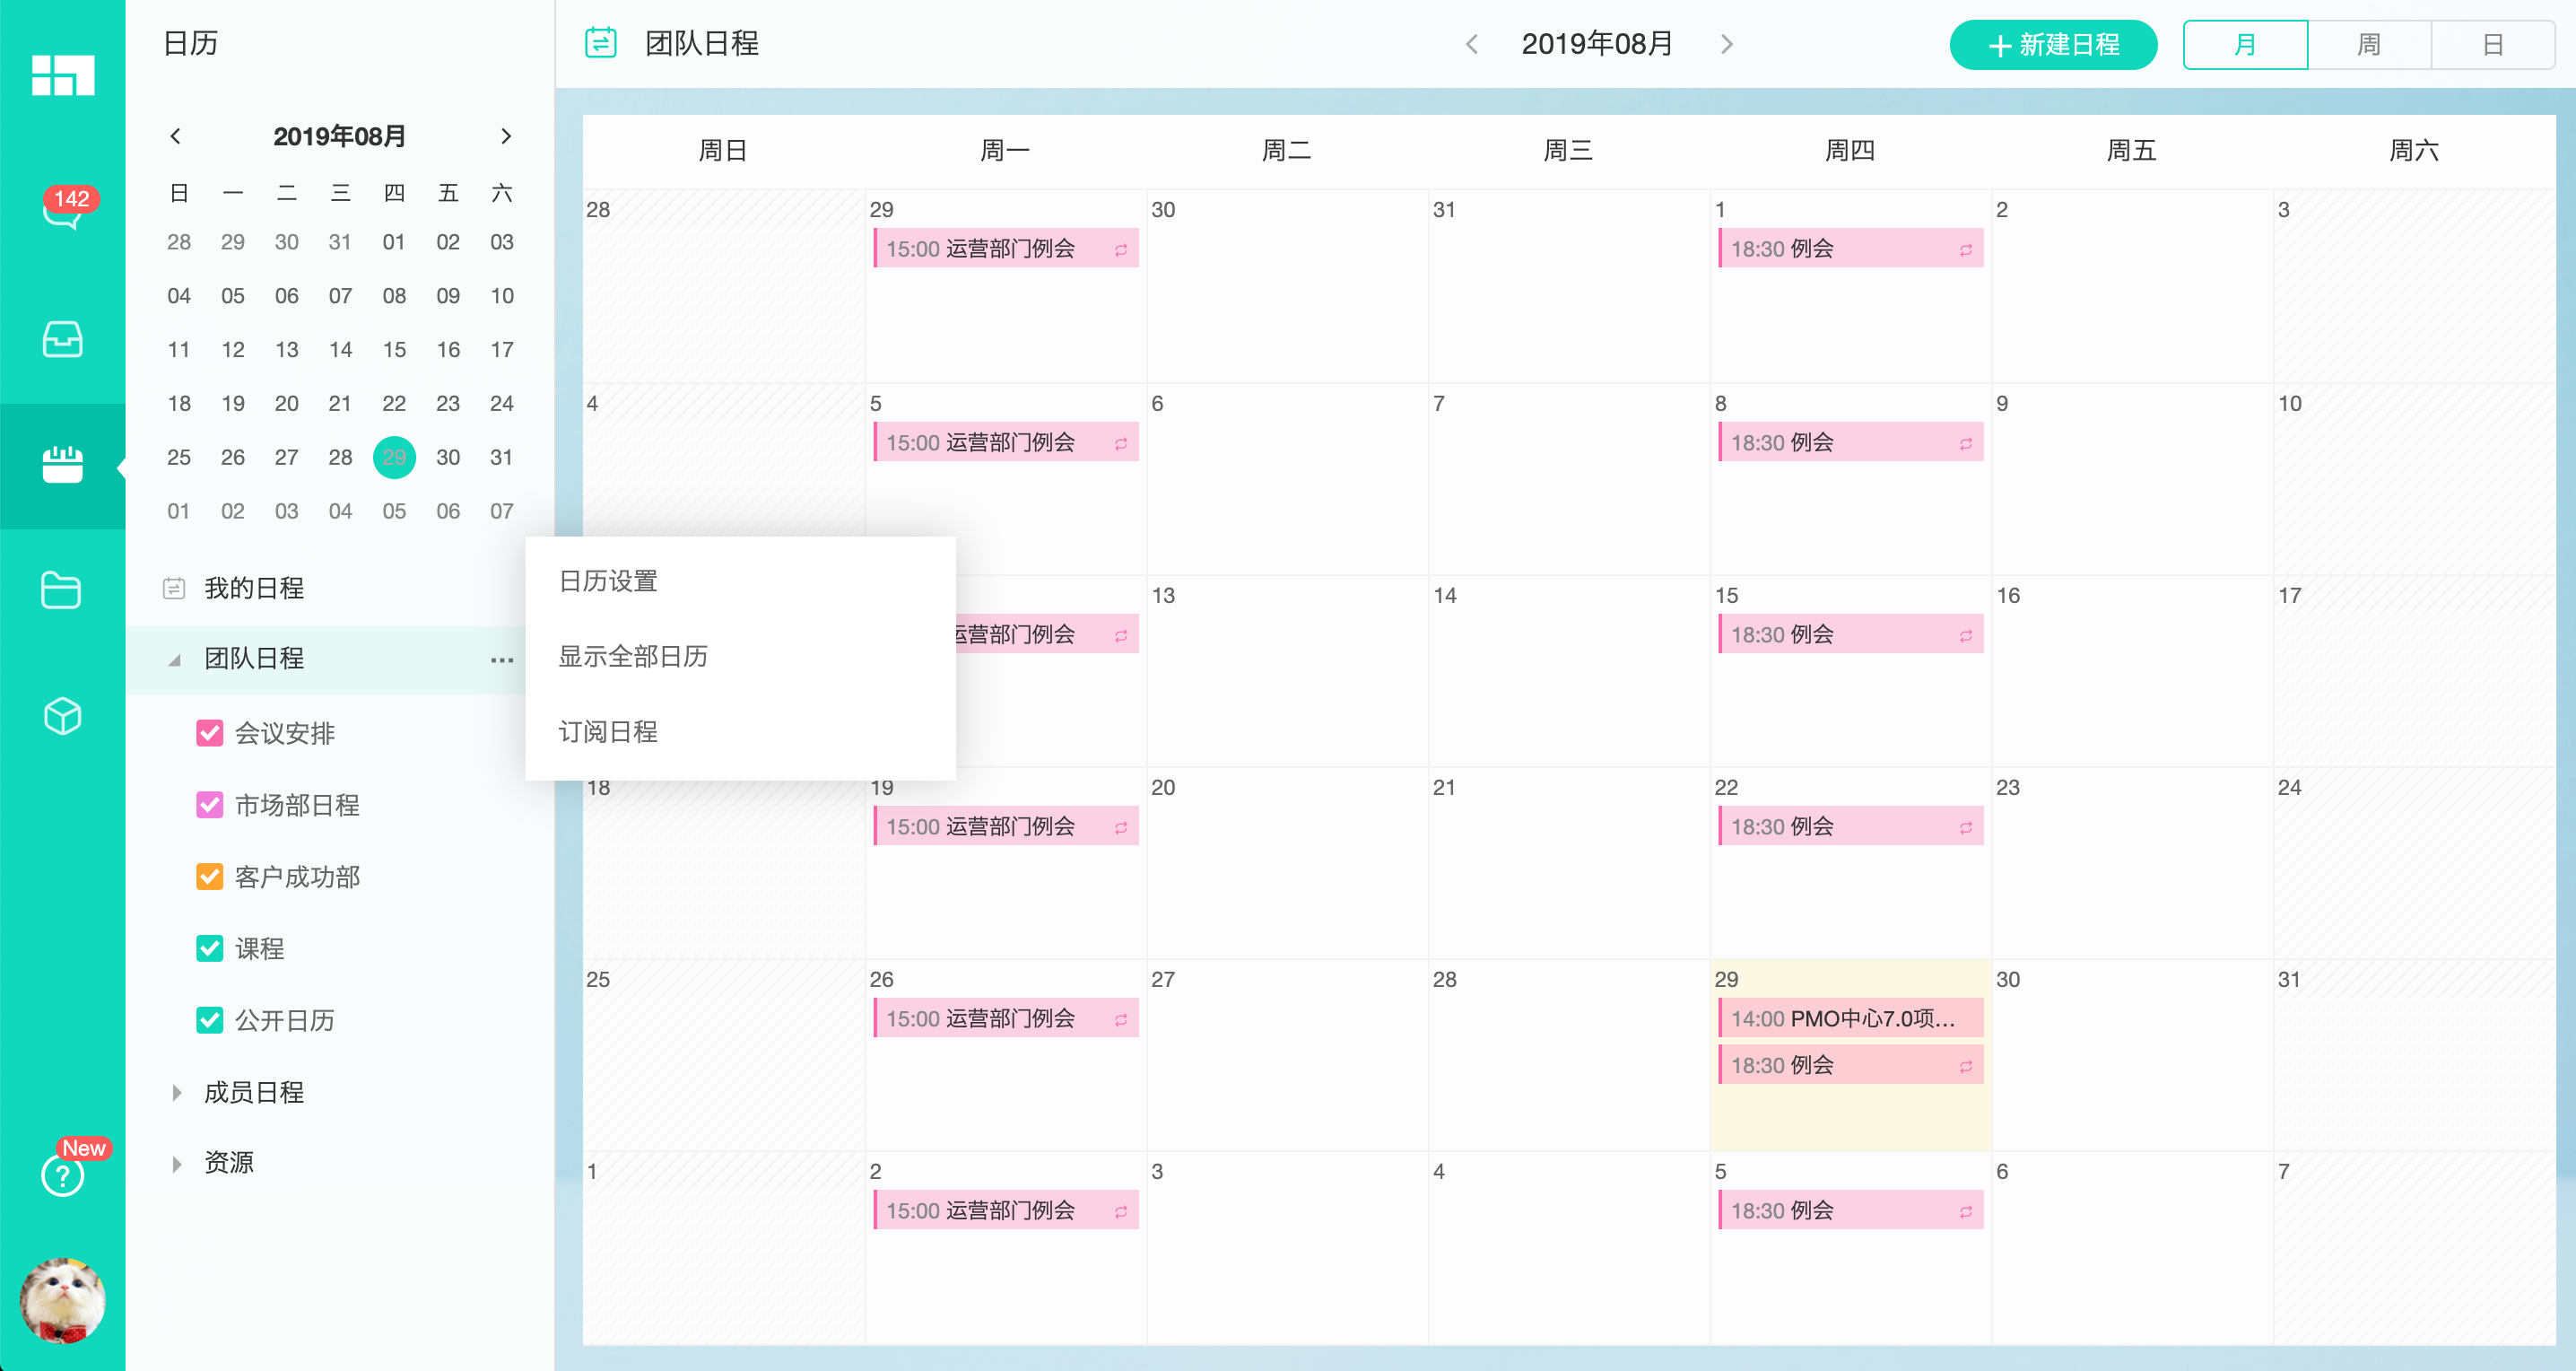 日历
团队日程
2019年08月
新建日程
月 周 日
142
2019年08月
日 一 二 三 四 五 六
28 29 30 31 01 02 03
04 05 06 07 08 09 10
11 12 13 14 15 16 17
18 19 20 21 22 23 24
25 26 27 28 29 30 31
01 02 03 04 05 06 07
我的日程
团队日程
会议安排
市场部日程
客户成功部
课程
公开日历
成员日程
资源
New
?
日历设置
显示全部日历
订阅日程
周日 周一 周二 周三 周四 周五 周六
28 29 30 31 1 2 3
15:00 运营部门例会 18:30 例会
4 5 6 7 8 9 10
15:00 运营部门例会 18:30 例会
13 14 15 16 17
运营部门例会 18:30 例会
18 19 20 21 22 23 24
15:00 运营部门例会 18:30 例会
25 26 27 28 29 30 31
15:00 运营部门例会 14:00 PMO中心7.0项...
18:30 例会
1 2 3 4 5 6 7
15:00 运营部门例会 18:30 例会